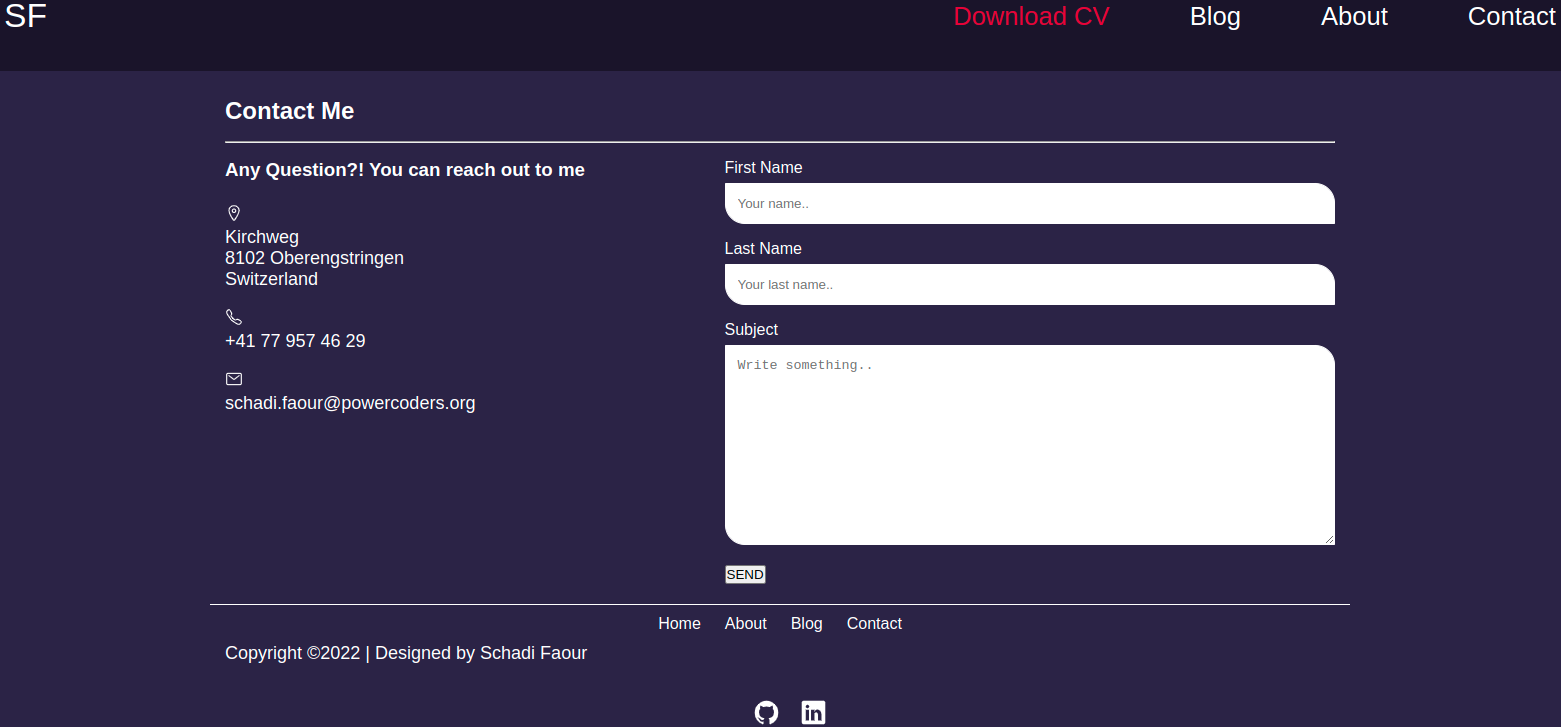 SF
Download CV
Blog
About
Contact
Contact Me
Any Question?! You can reach out to me
Kirchweg
8102 Oberengstringen
Switzerland
+41 77 957 46 29
schadi.faour@powercoders.org
First Name
Your name..
Last Name
Your last name..
Subject
Write something..
SEND
Home
About
Blog
Contact
Copyright ©2022 | Designed by Schadi Faour
in